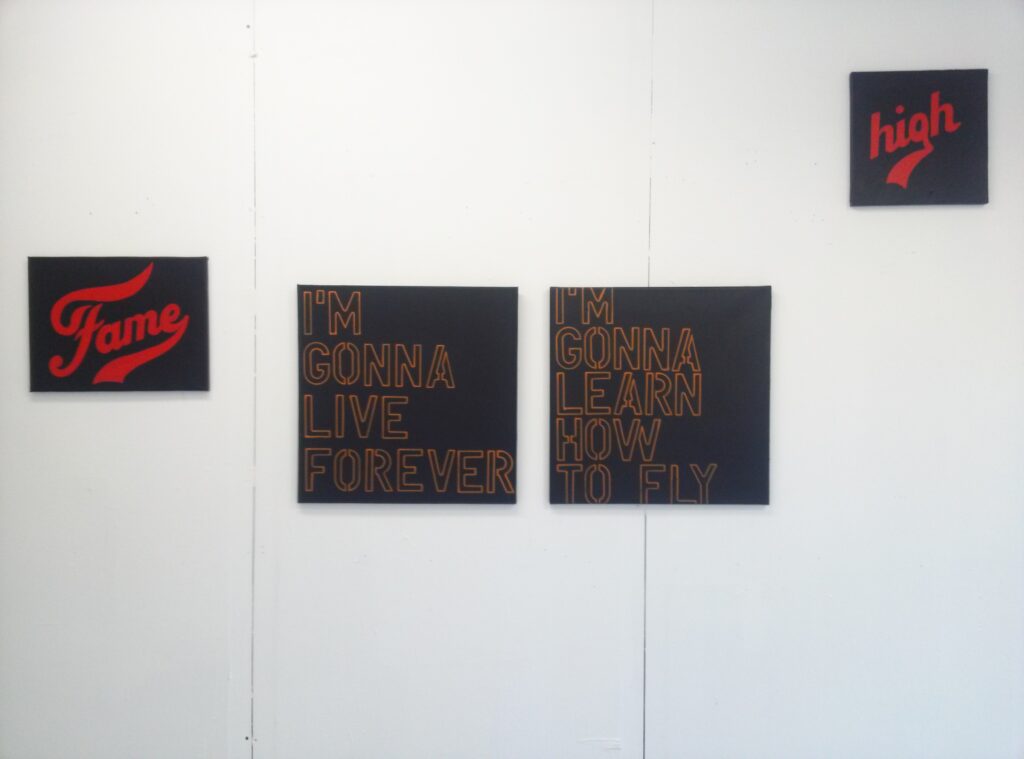 Fame
I'M
GONNA
LIVE
FOREVER
I'M
GONNA
LEARN
HOW
TO FLY
high